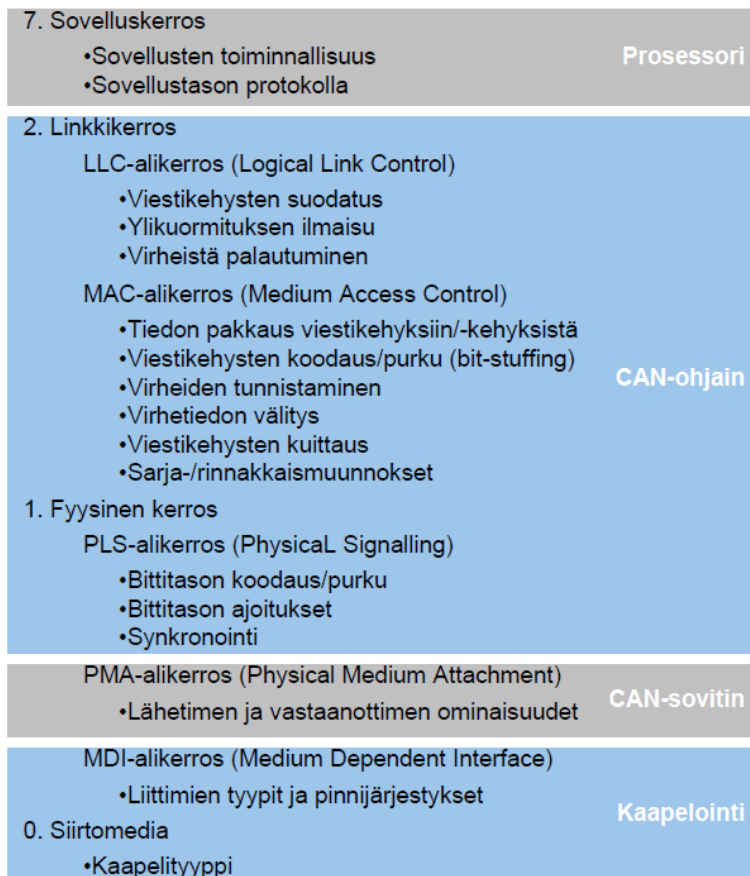 7. Sovelluskerros
•Sovellusten toiminnallisuus
Prosessori
•Sovellustason protokolla
2. Linkkikerros
LLC-alikerros (Logical Link Control)
•Viestikehysten suodatus
•Ylikuormituksen ilmaisu
•Virheistä palautuminen
MAC-alikerros (Medium Access Control)
•Tiedon pakkaus viestikehyksiin/-kehyksistä
•Viestikehysten koodaus/purku (bit-stuffing)
CAN-ohjain
•Virheiden tunnistaminen
•Virhetiedon välitys
•Viestikehysten kuittaus
•Sarja-/rinnakkaismuunnokset
1. Fyysinen kerros
PLS-alikerros (PhysicaL Signalling)
•Bittitason koodaus/purku
•Bittitason ajoitukset
•Synkronointi
PMA-alikerros (Physical Medium Attachment)
CAN-sovitin
•Lähetimen ja vastaanottimen ominaisuudet
MDI-alikerros (Medium Dependent Interface)
•Liittimien tyypit ja pinnijärjestykset
Kaapelointi
0. Siirtomedia
•Kaapelityyppi